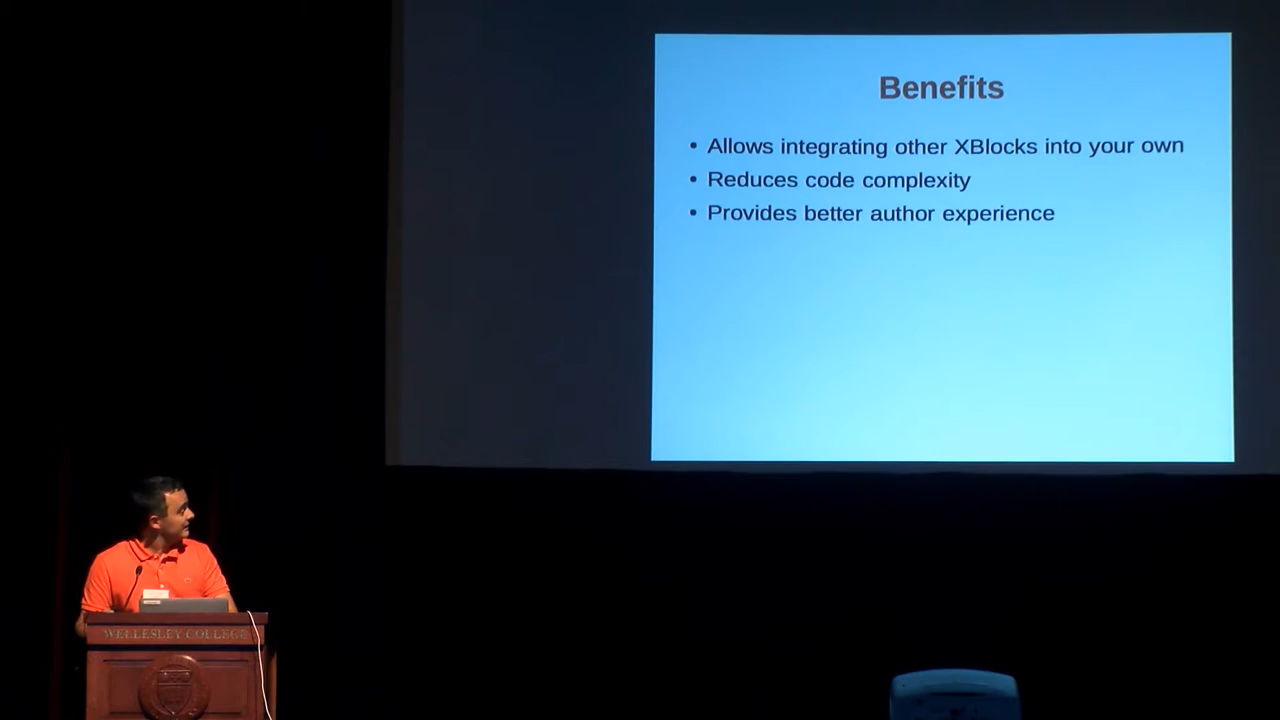 Benefits
• Allows integrating other XBlocks into your own
• Reduces code complexity
• Provides better author experience
WELLESLEY COLLEGE